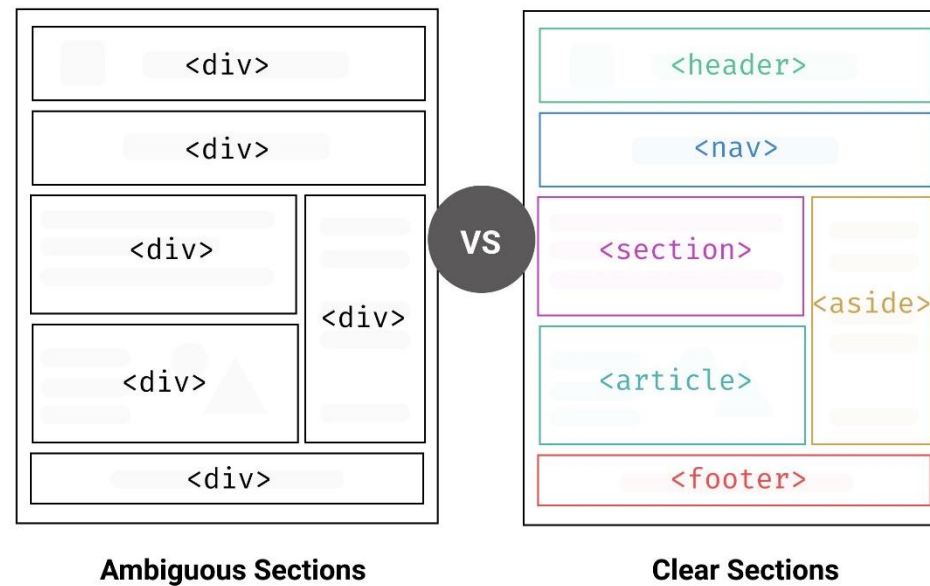 <div>
<div>
<div>
<div>
<div>
<div>
Ambiguous Sections
VS
<header>
<nav>
<section>
<aside>
<article>
<footer>
Clear Sections